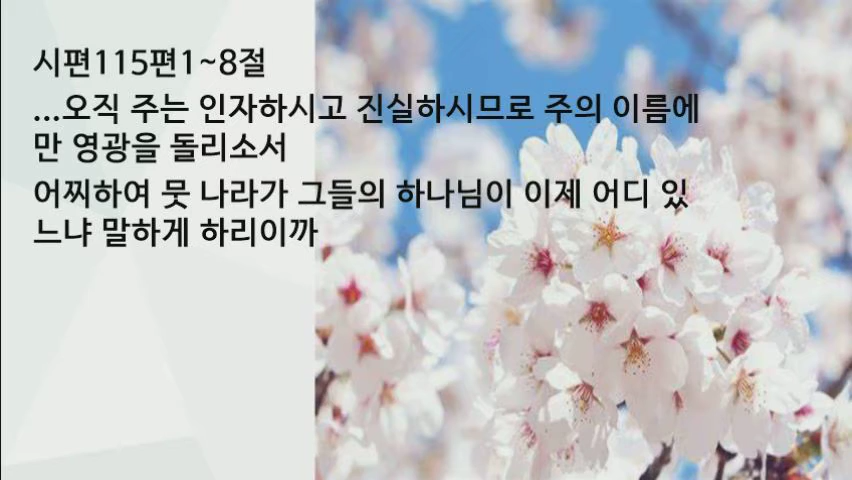 시편115편1~8절
...오직 주는 인자하시고 진실하시므로 주의 이름에
만 영광을 돌리소서
어찌하여 뭇 나라가 그들의 하나님이 이제 어디 있
느냐 말하게 하리이까